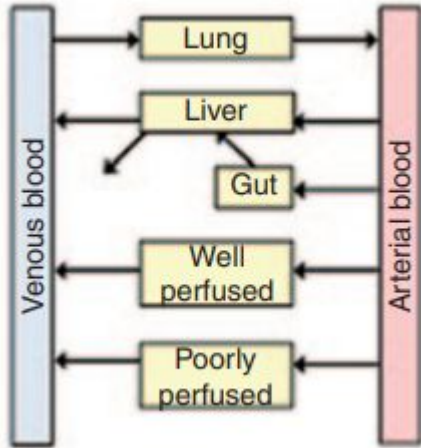 Lung
Liver
Gut
Well
perfused
Poorly
perfused
Venous blood
Arterial blood